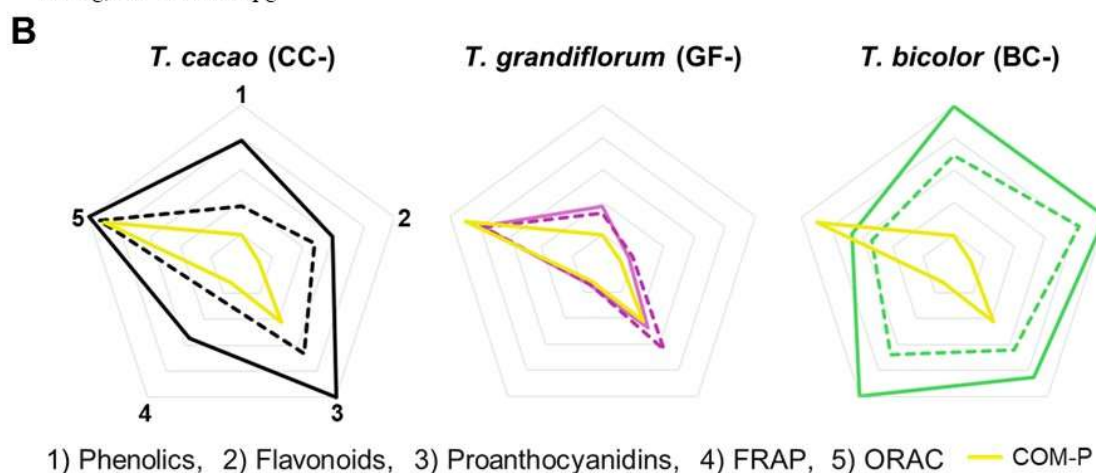 B
T. cacao (CC-) T. grandiflorum (GF-) T. bicolor (BC-)
1
5 2
4 3
1) Phenolics, 2) Flavonoids, 3) Proanthocyanidins, 4) FRAP, 5) ORAC COM-P